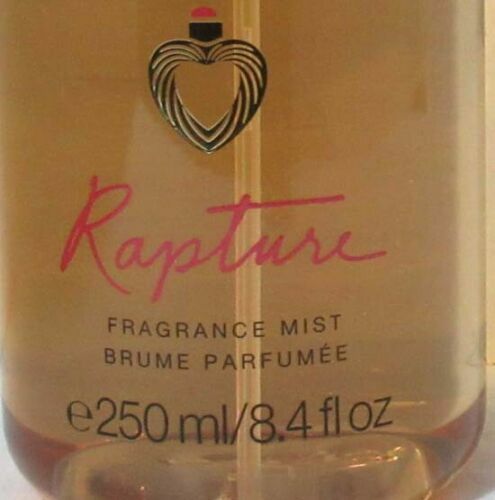 Rapture
FRAGRANCE MIST
BRUME PARFUMÉE
℮250 ml/8.4 fl oz